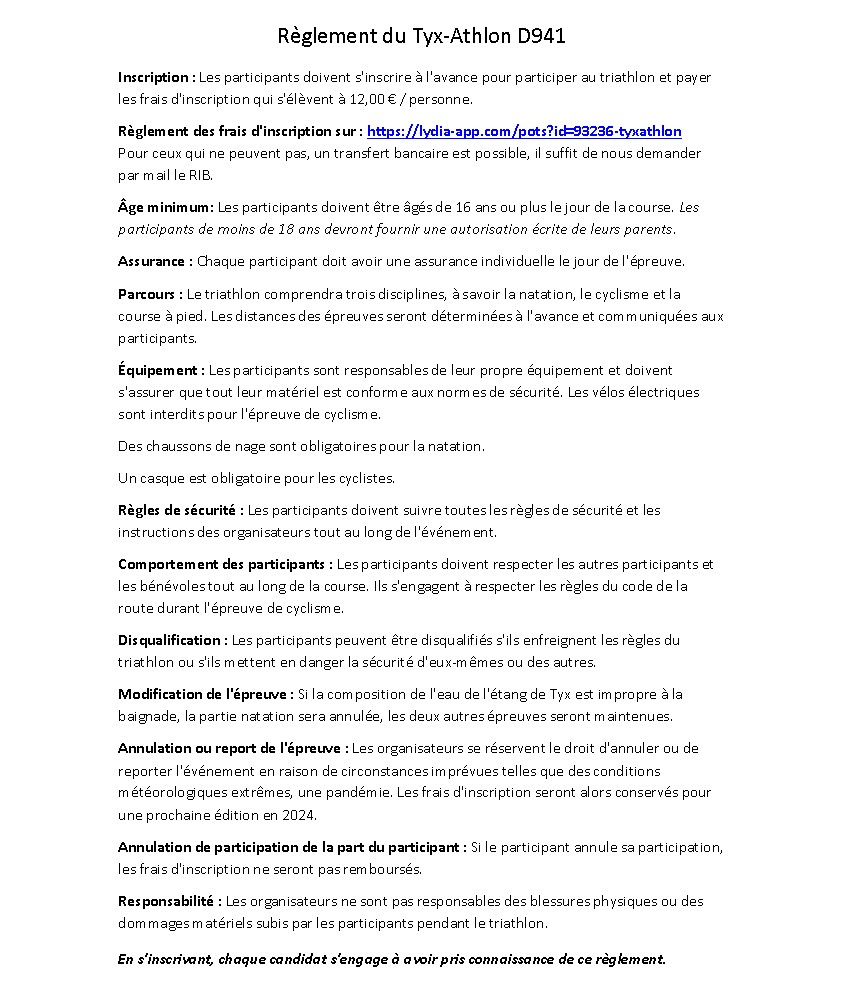 Règlement du Tyx-Athlon D941
Inscription : Les participants doivent s'inscrire à l'avance pour participer au triathlon et payer
les frais d'inscription qui s'élèvent à 12,00 € / personne.
Règlement des frais d'inscription sur : https://lydia-app.com/pots?id=93236-tyxathlon
Pour ceux qui ne peuvent pas, un transfert bancaire est possible, il suffit de nous demander
par mail le RIB.
Âge minimum: Les participants doivent être âgés de 16 ans ou plus le jour de la course. Les
participants de moins de 18 ans devront fournir une autorisation écrite de leurs parents.
Assurance : Chaque participant doit avoir une assurance individuelle le jour de l'épreuve.
Parcours : Le triathlon comprendra trois disciplines, à savoir la natation, le cyclisme et la
course à pied. Les distances des épreuves seront déterminées à l'avance et communiquées aux
participants.
Équipement : Les participants sont responsables de leur propre équipement et doivent
s'assurer que tout leur matériel est conforme aux normes de sécurité. Les vélos électriques
sont interdits pour l'épreuve de cyclisme.
Des chaussons de nage sont obligatoires pour la natation.
Un casque est obligatoire pour les cyclistes.
Règles de sécurité : Les participants doivent suivre toutes les règles de sécurité et les
instructions des organisateurs tout au long de l'événement.
Comportement des participants : Les participants doivent respecter les autres participants et
les bénévoles tout au long de la course. Ils s'engagent à respecter les règles du code de la
route durant l'épreuve de cyclisme.
Disqualification : Les participants peuvent être disqualifiés s'ils enfreignent les règles du
triathlon ou s'ils mettent en danger la sécurité d'eux-mêmes ou des autres.
Modification de l'épreuve : Si la composition de l'eau de l'étang de Tyx est impropre à la
baignade, la partie natation sera annulée, les deux autres épreuves seront maintenues.
Annulation ou report de l'épreuve : Les organisateurs se réservent le droit d'annuler ou de
reporter l'événement en raison de circonstances imprévues telles que des conditions
météorologiques extrêmes, une pandémie. Les frais d'inscription seront alors conservés pour
une prochaine édition en 2024.
Annulation de participation de la part du participant : Si le participant annule sa participation,
les frais d'inscription ne seront pas remboursés.
Responsabilité : Les organisateurs ne sont pas responsables des blessures physiques ou des
dommages matériels subis par les participants pendant le triathlon.
En s'inscrivant, chaque candidat s'engage à avoir pris connaissance de ce règlement.